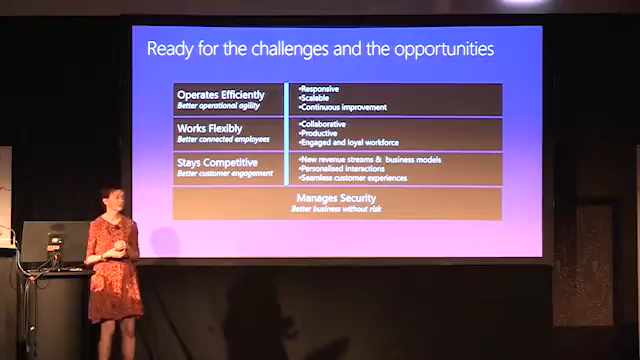 Ready for the challenges and the opportunities
Operates Efficiently
Better operational agility
•Responsive
•Scalable
•Continuous improvement
Works Flexibly
Better connected employees
•Collaborative
•Productive
•Engaged and loyal workforce
Stays Competitive
Better customer engagement
•New revenue streams & business models
•Personalised interactions
•Seamless customer experiences
Manages Security
Better business without risk